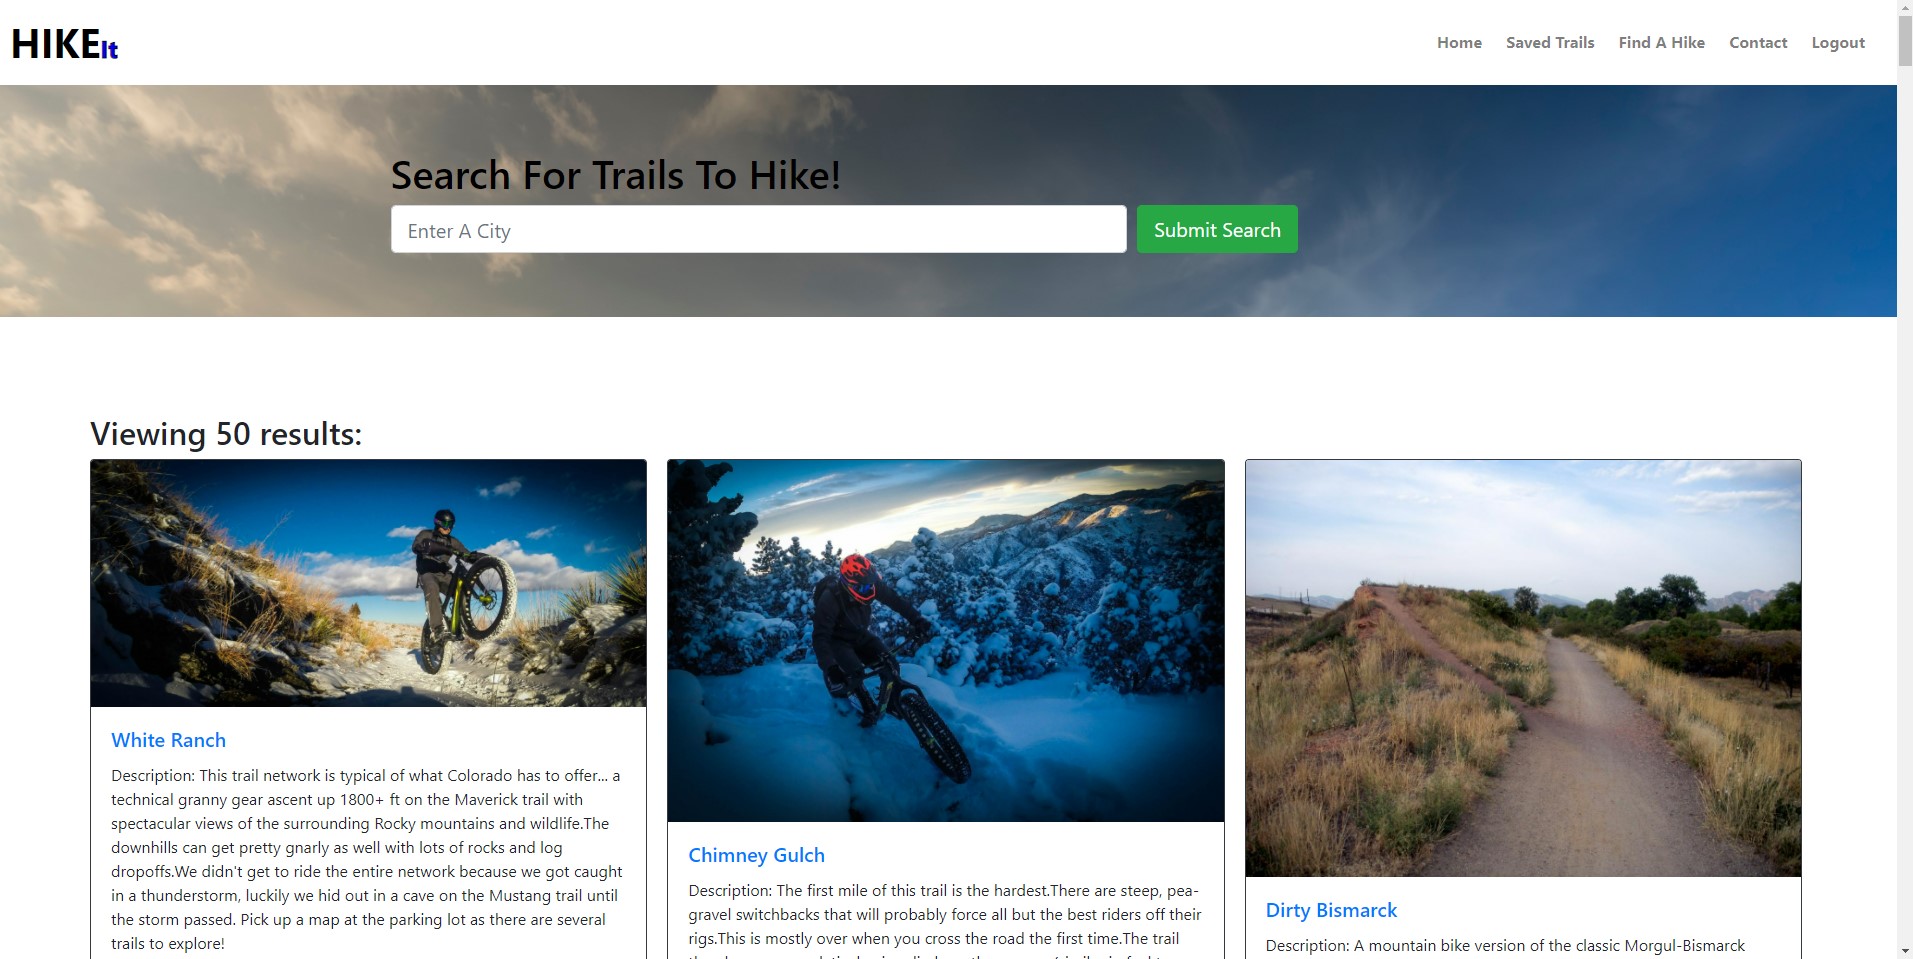 HIKEIt
Home Saved Trails Find A Hike Contact Logout
Search For Trails To Hike!
Enter A City
Submit Search
Viewing 50 results:
White Ranch
Description: This trail network is typical of what Colorado has to offer... a
technical granny gear ascent up 1800+ ft on the Maverick trail with
spectacular views of the surrounding Rocky mountains and wildlife.The
downhills can get pretty gnarly as well with lots of rocks and log
dropoffs.We didn't get to ride the entire network because we got caught
in a thunderstorm, luckily we hid out in a cave on the Mustang trail until
the storm passed. Pick up a map at the parking lot as there are several
trails to explore!
Chimney Gulch
Description: The first mile of this trail is the hardest.There are steep, pea-
gravel switchbacks that will probably force all but the best riders off their
rigs.This is mostly over when you cross the road the first time.The trail
Dirty Bismarck
Description: A mountain bike version of the classic Morgul-Bismarck